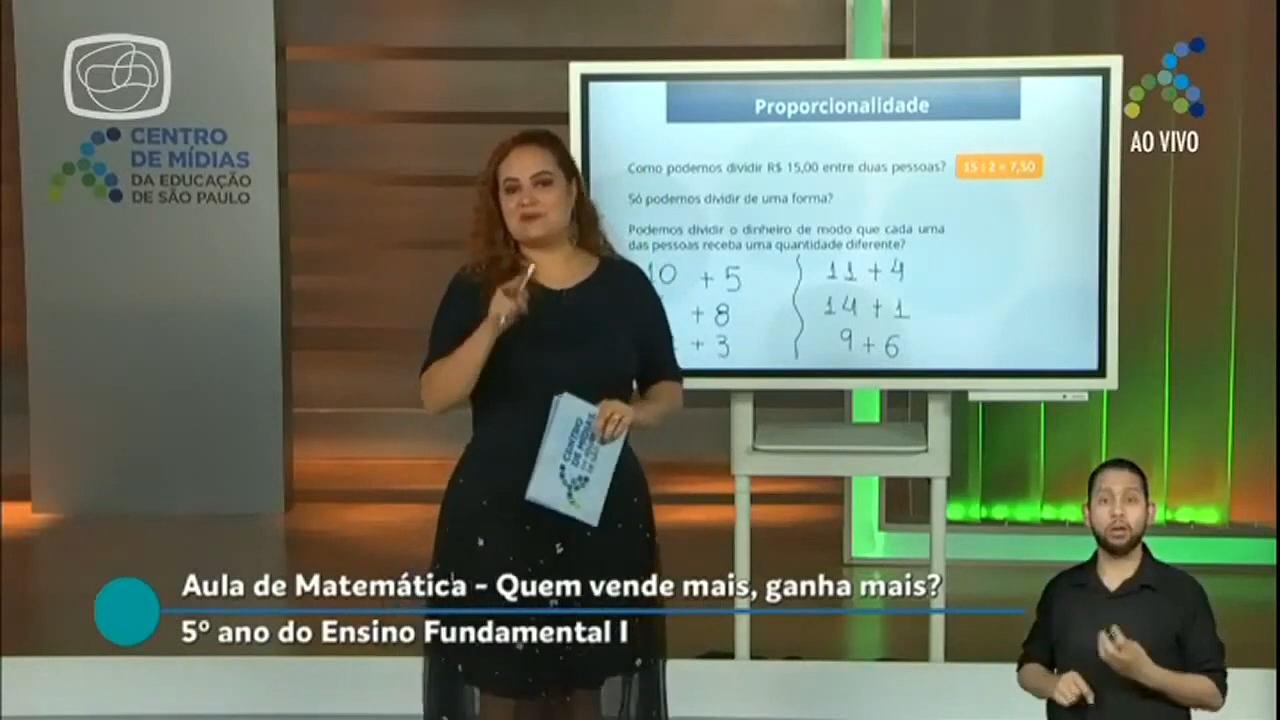 CENTRO
DE MÍDIAS
DA EDUCAÇÃO
DE SÃO PAULO
AO VIVO
Proporcionalidade
Como podemos dividir R$ 15,00 entre duas pessoas? 15 : 2 = 7,50
Só podemos dividir de uma forma?
Podemos dividir o dinheiro de modo que cada uma
das pessoas receba uma quantidade diferente?
10 + 5 11 + 4
+ 8 14 + 1
+ 3 9 + 6
CENTRO
DE MÍDIAS
Aula de Matemática - Quem vende mais, ganha mais?
5º ano do Ensino Fundamental I